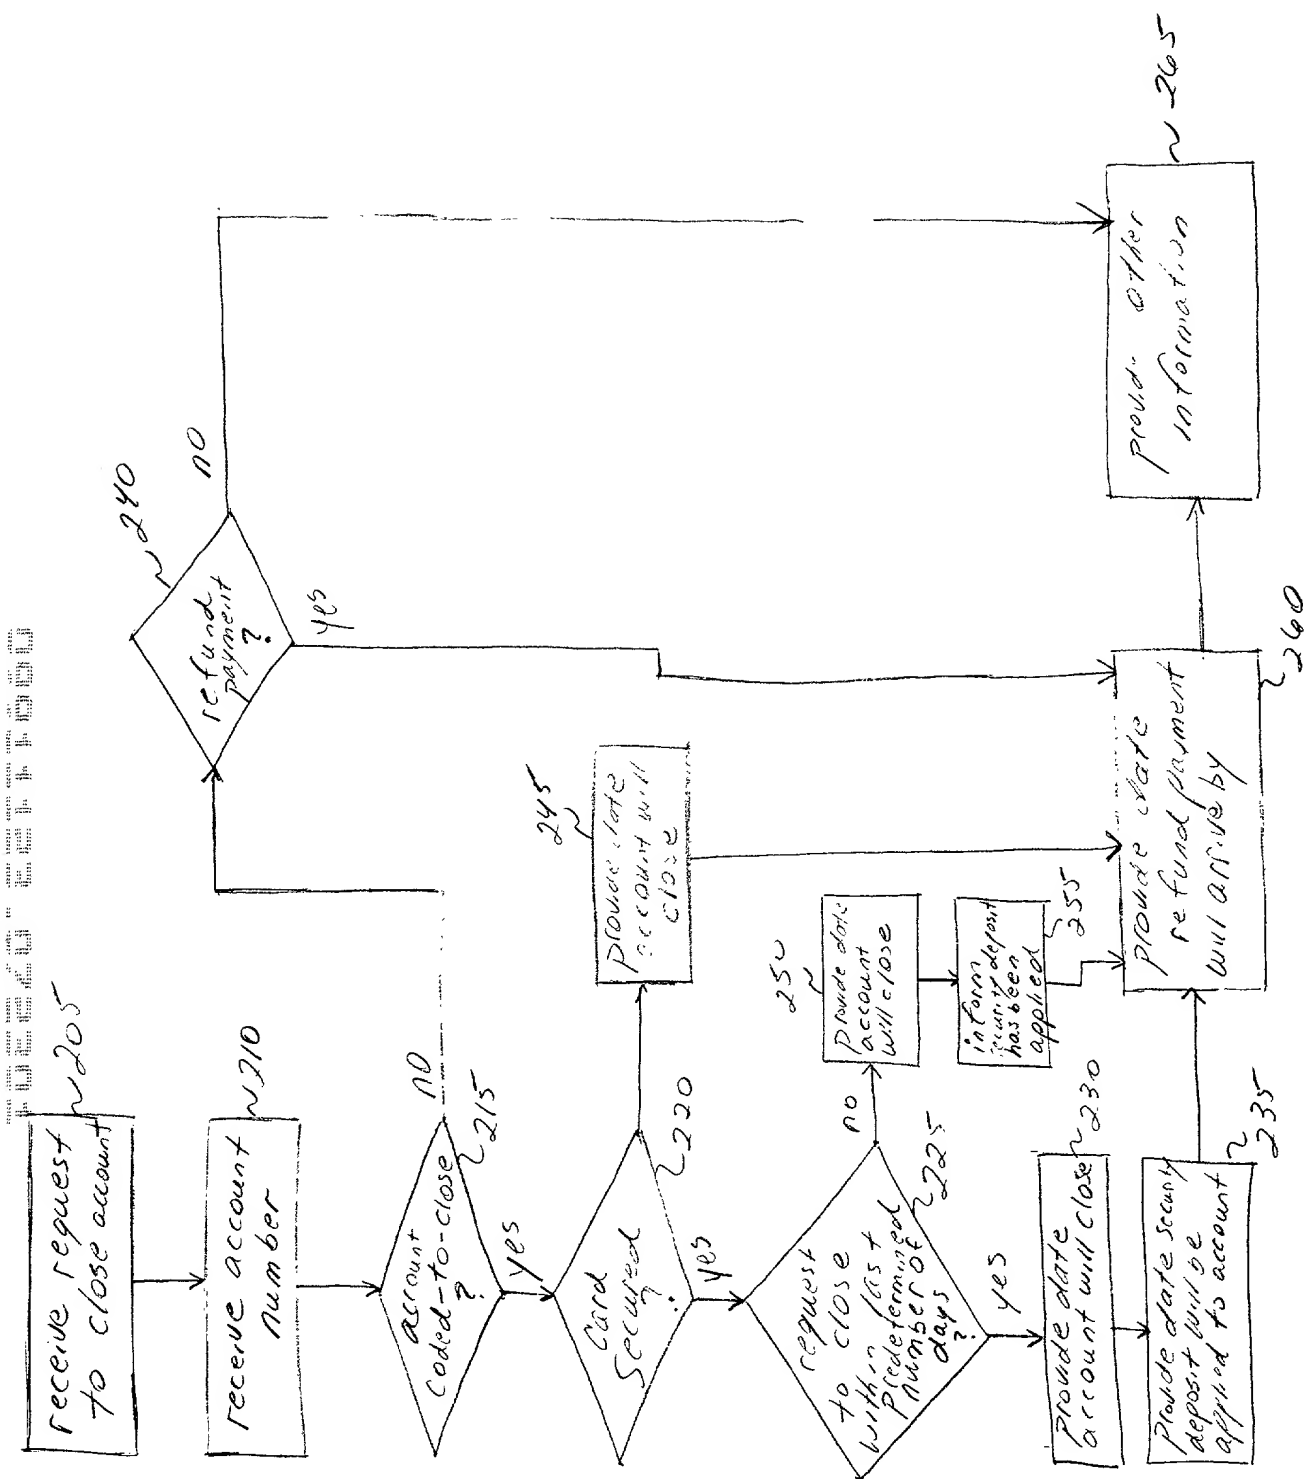 receive request
to close account
205
receive account
number
210
account
coded-to-close
?
215
no
yes
Card
Secured
?
220
yes
request
to close
within last
Predetermined
number of
days
?
225
no
yes
provide date
account will close
230
Provide date security
deposit will be
applied to account
235
refund
payment
?
240
no
yes
provide date
account will
close
245
provide date
account
will close
250
inform
security deposit
has been
applied
255
provide date
refund payment
will arrive by
260
other
information
265